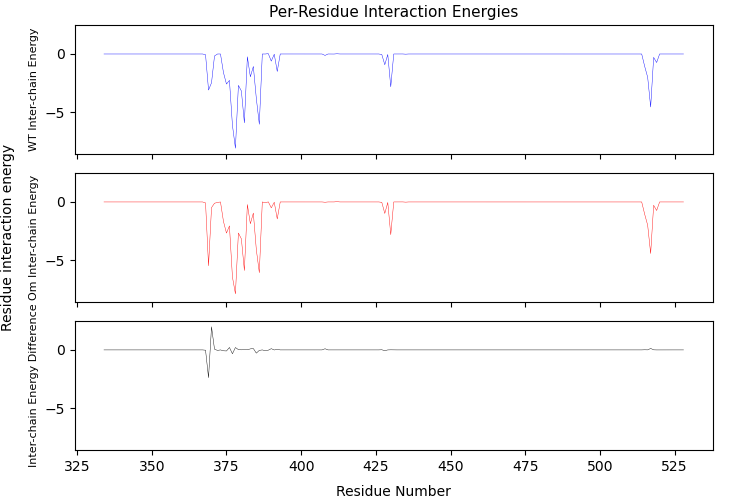 Per-Residue Interaction Energies
Residue interaction energy
WT Inter-chain Energy
0
−5
Om Inter-chain Energy
0
−5
Inter-chain Energy Difference
0
−5
325
350
375
400
425
450
475
500
525
Residue Number